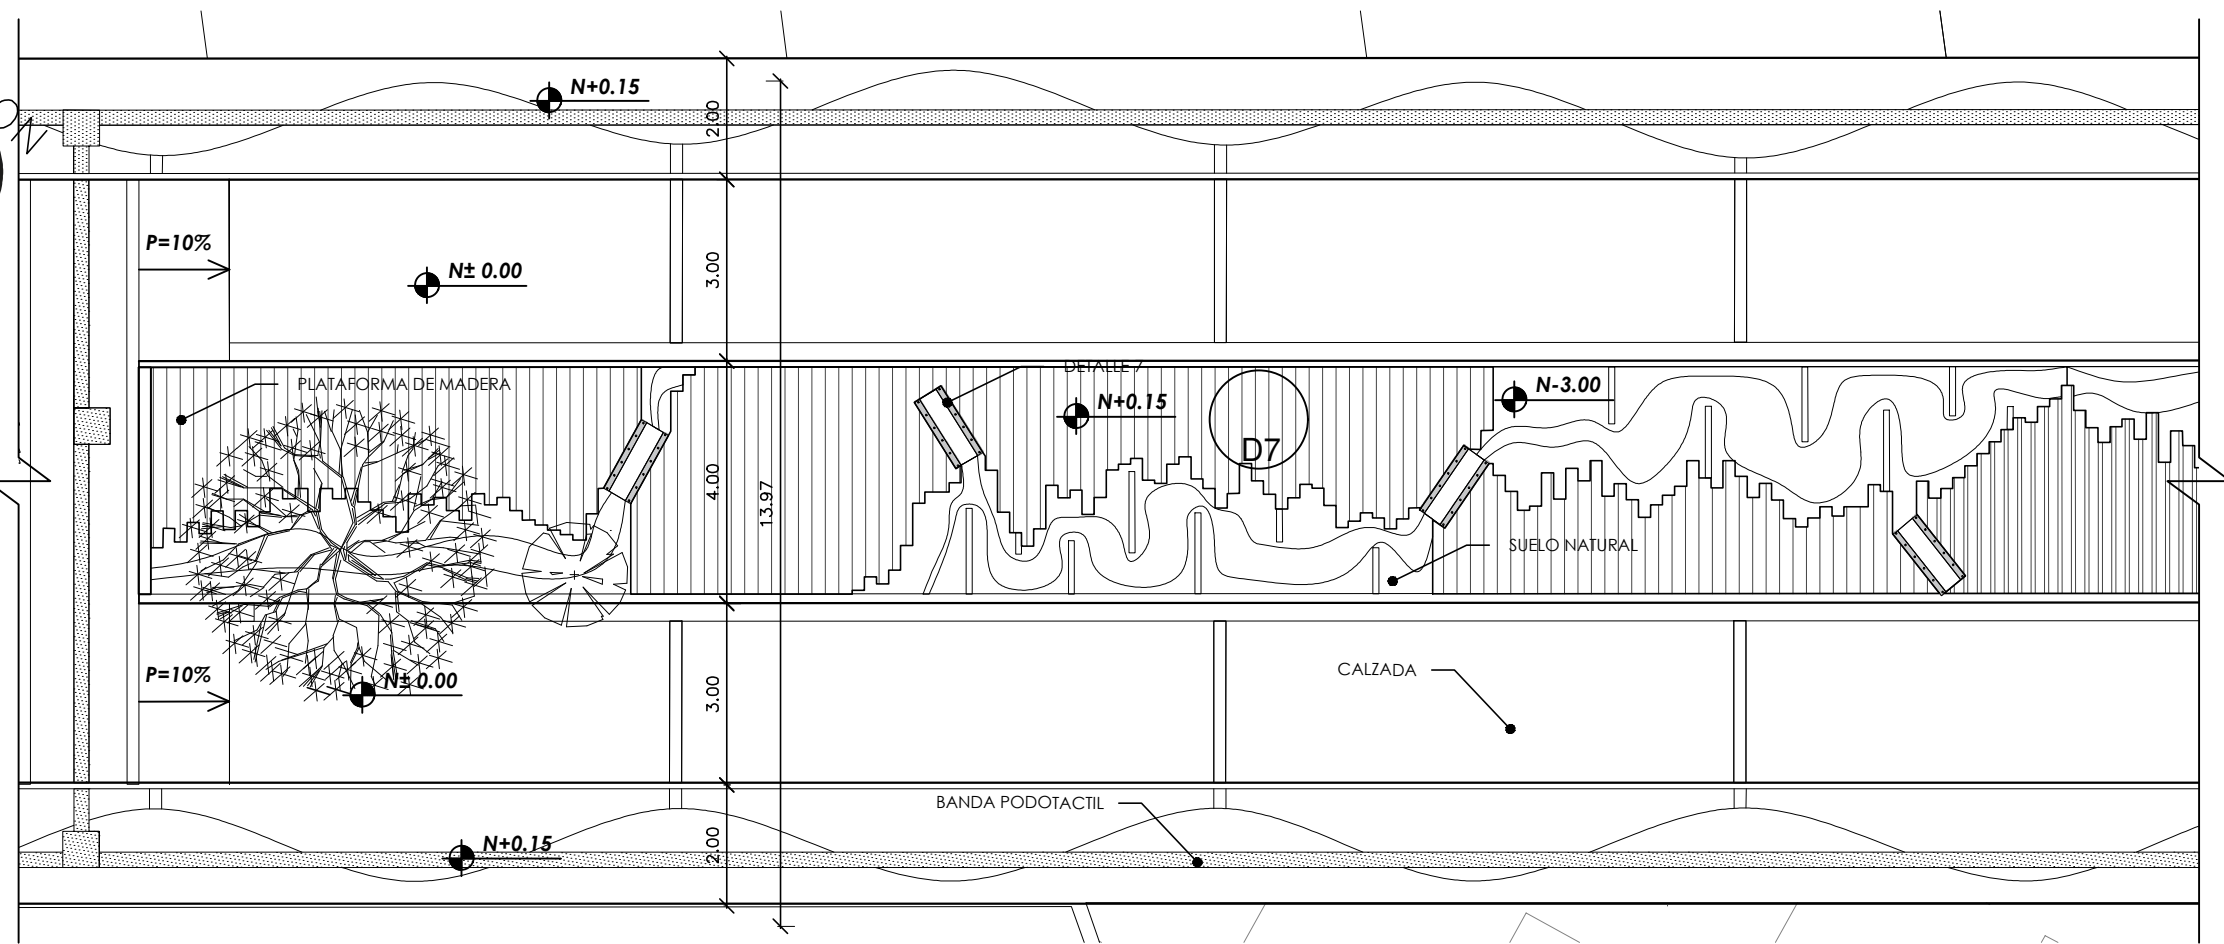 N+0.15
2.00
N
P=10%
N± 0.00
3.00
PLATAFORMA DE MADERA
DETALLE 7
N+0.15
N-3.00
D7
4.00
13.97
SUELO NATURAL
P=10%
N± 0.00
3.00
CALZADA
BANDA PODOTACTIL
N+0.15
2.00